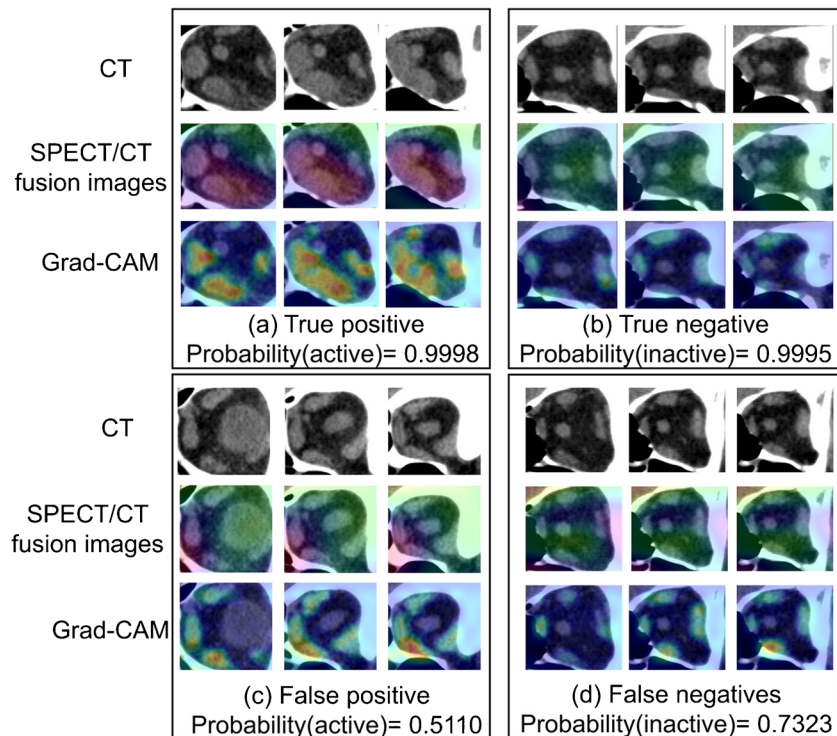 CT
SPECT/CT
fusion images
Grad-CAM
(a) True positive
Probability(active)= 0.9998
(b) True negative
Probability(inactive)= 0.9995
CT
SPECT/CT
fusion images
Grad-CAM
(c) False positive
Probability(active)= 0.5110
(d) False negatives
Probability(inactive)= 0.7323